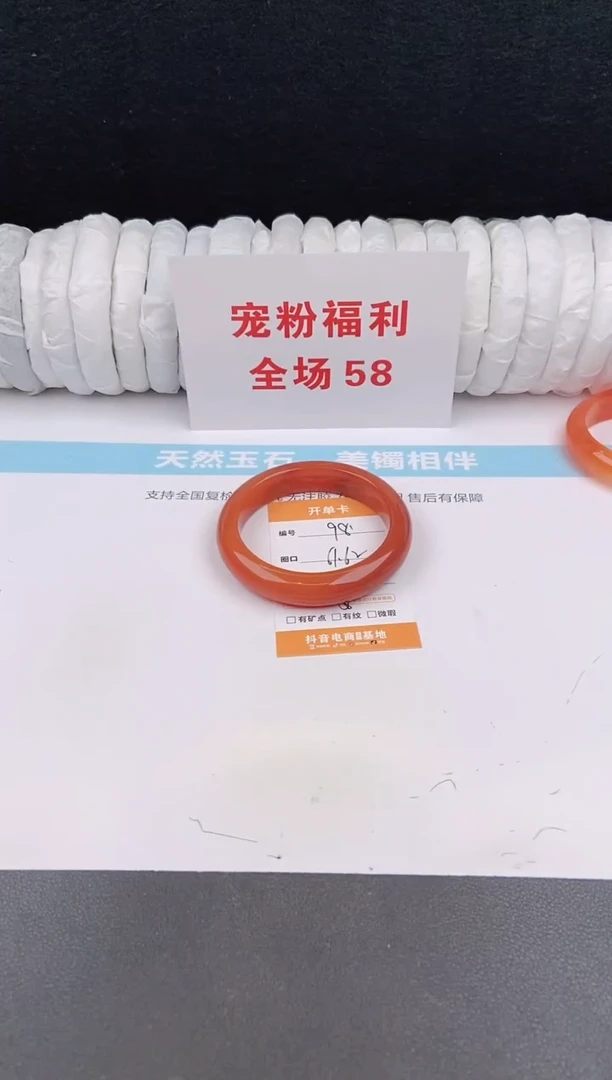 宠粉福利
全场58
天然玉石 美镯相伴
支持全国复检
售后有保障
开单卡
编号
圈口
□有矿点 □有纹 □微瑕
抖音电商 基地